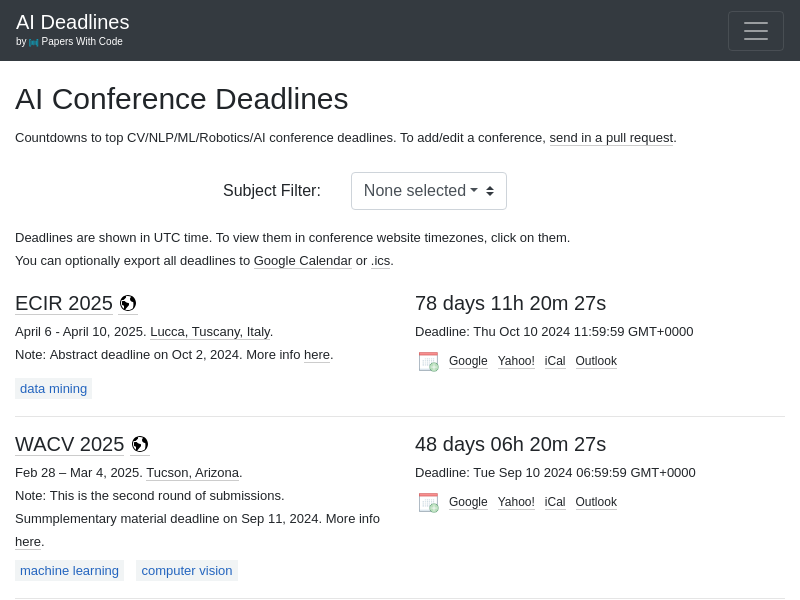 AI Deadlines
by Papers With Code
AI Conference Deadlines
Countdowns to top CV/NLP/ML/Robotics/AI conference deadlines. To add/edit a conference, send in a pull request.
Subject Filter: None selected
Deadlines are shown in UTC time. To view them in conference website timezones, click on them.
You can optionally export all deadlines to Google Calendar or .ics.
ECIR 2025
April 6 - April 10, 2025. Lucca, Tuscany, Italy.
Note: Abstract deadline on Oct 2, 2024. More info here.
data mining
78 days 11h 20m 27s
Deadline: Thu Oct 10 2024 11:59:59 GMT+0000
Google Yahoo! iCal Outlook
WACV 2025
Feb 28 – Mar 4, 2025. Tucson, Arizona.
Note: This is the second round of submissions.
Summplementary material deadline on Sep 11, 2024. More info
here.
machine learning computer vision
48 days 06h 20m 27s
Deadline: Tue Sep 10 2024 06:59:59 GMT+0000
Google Yahoo! iCal Outlook